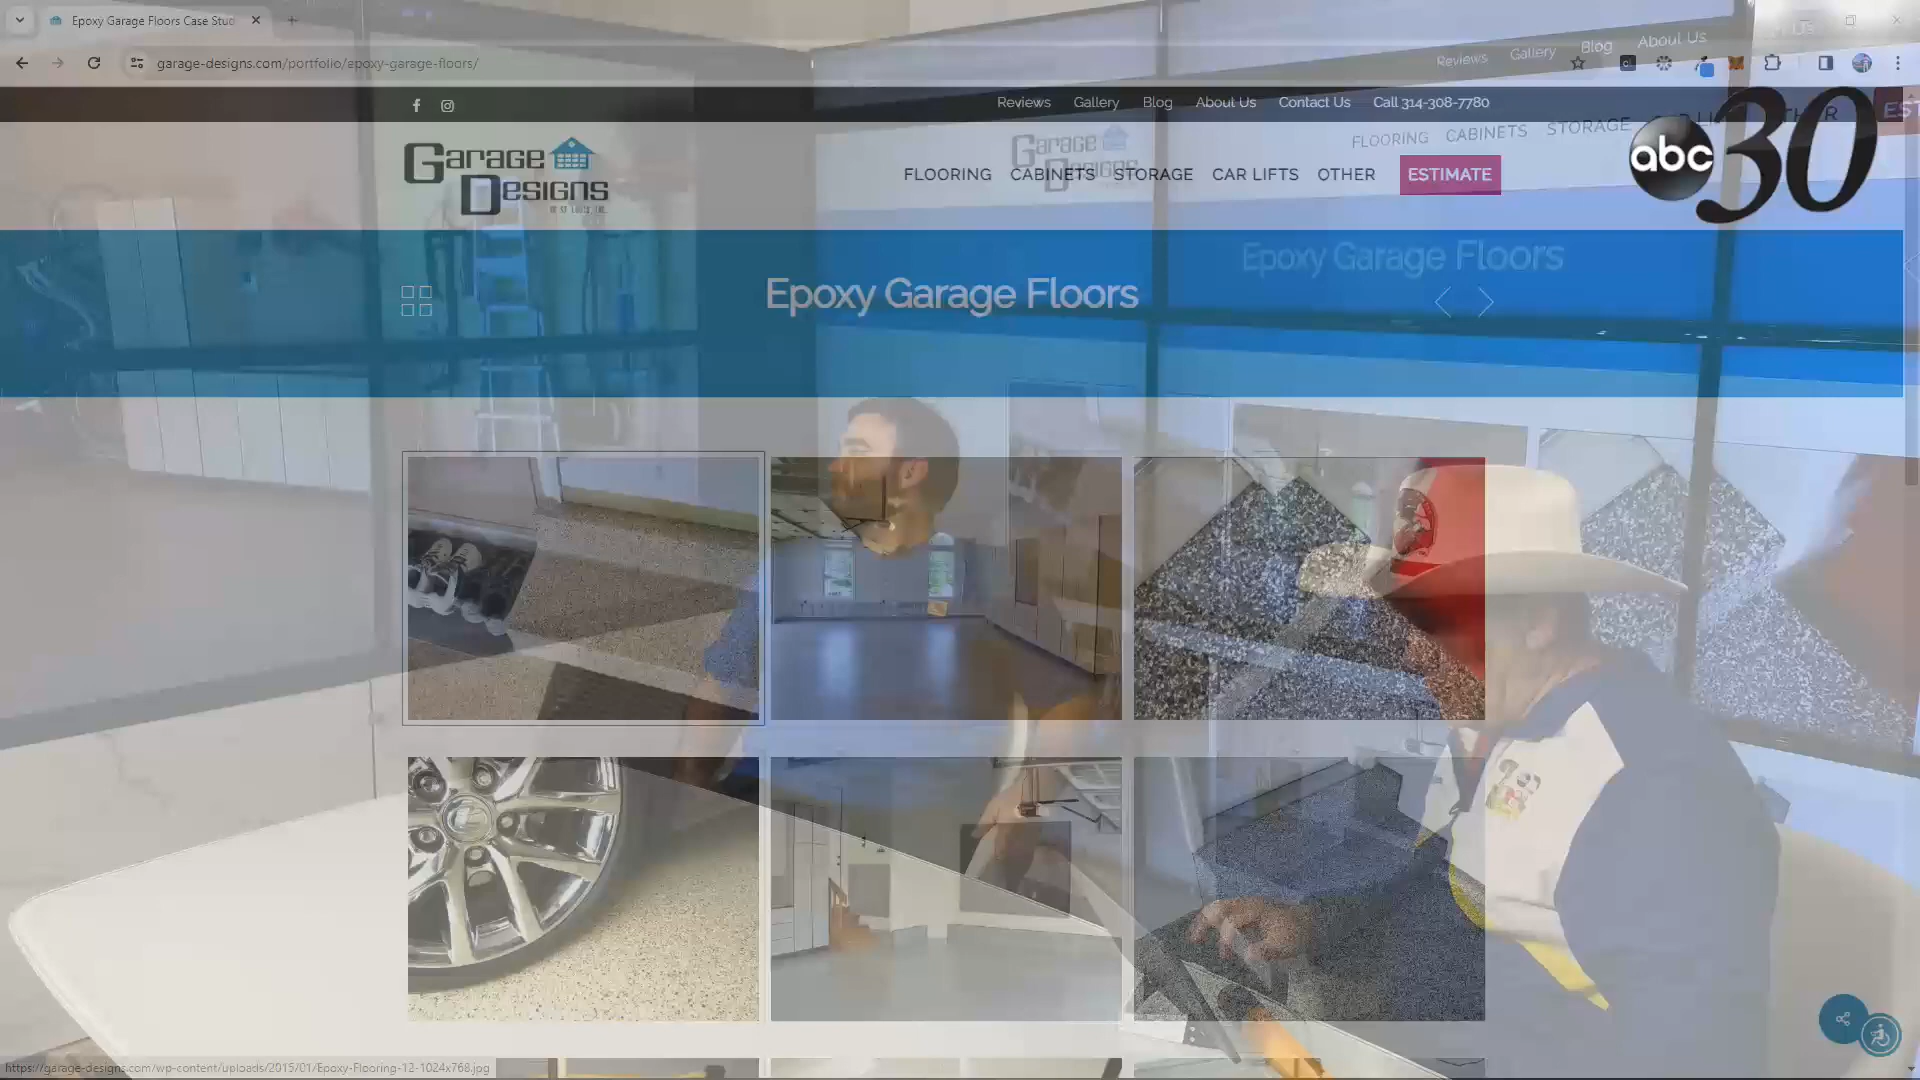 Epoxy Garage Floors Case Stud
garage-designs.com/portfolio/epoxy-garage-floors/
Reviews Gallery Blog About Us
Reviews Gallery Blog About Us Contact Us Call 314-308-7780
FLOORING CABINETS STORAGE
EST
abc 30
GARAGE DESIGNS
GARAGE DESIGNS
FLOORING CABINETS STORAGE CAR LIFTS OTHER ESTIMATE
Epoxy Garage Floors
Epoxy Garage Floors
https://garage-designs.com/wp-content/uploads/2015/01/Epoxy-Flooring-12-1024x768.jpg